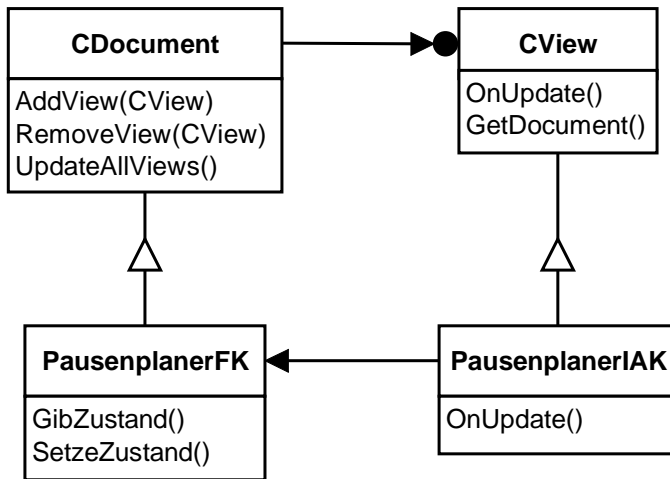 CDocument
AddView(CView)
RemoveView(CView)
UpdateAllViews()
CView
OnUpdate()
GetDocument()
PausenplanerFK
GibZustand()
SetzeZustand()
PausenplanerIAK
OnUpdate()